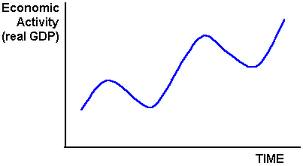 Economic
Activity
(real GDP)
TIME